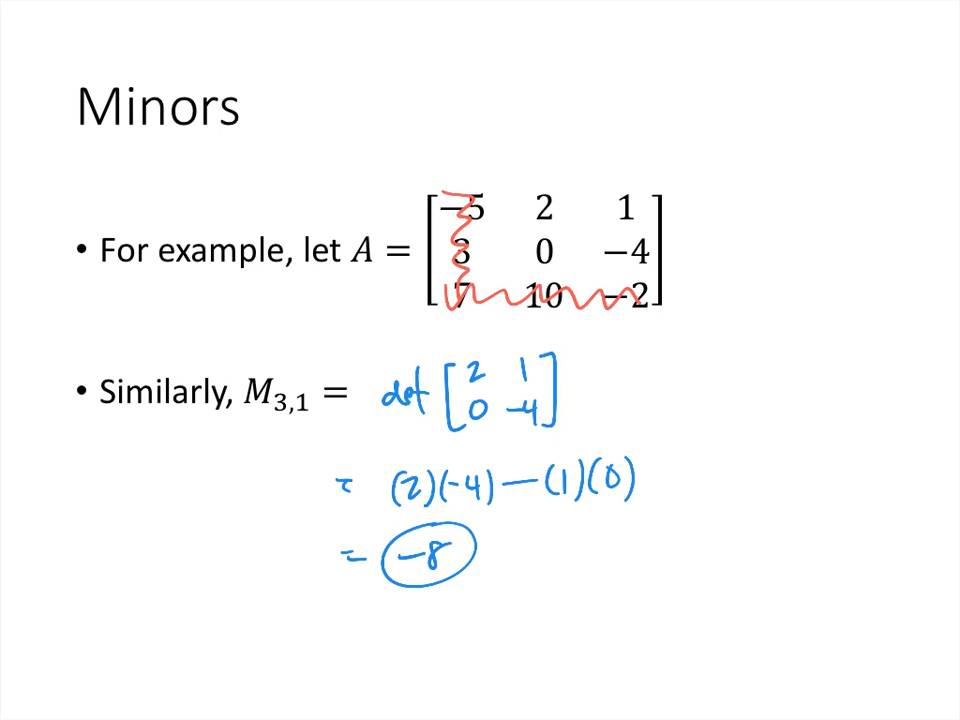 Minors
• For example, let A = [−5 2 1
3 0 −4
7 10 −2]
• Similarly, M₃,₁ = det [2 1
0 -4]
= (2)(-4) — (1)(0)
= -8